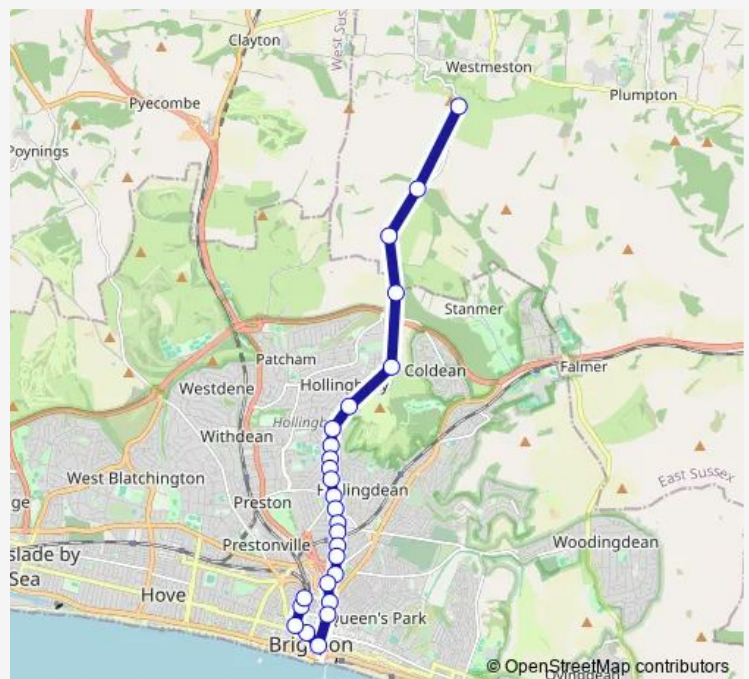 Clayton
West Sussex
Westmeston
Pyecombe
Plumpton
Poynings
Stanmer
Patcham
Coldean
Falmer
Westdene
Withdean
West Blatchington
East Sussex
Preston
Woodingdean
Prestonville
Sea
Hove
Queen's Park
© OpenStreetMap contributors